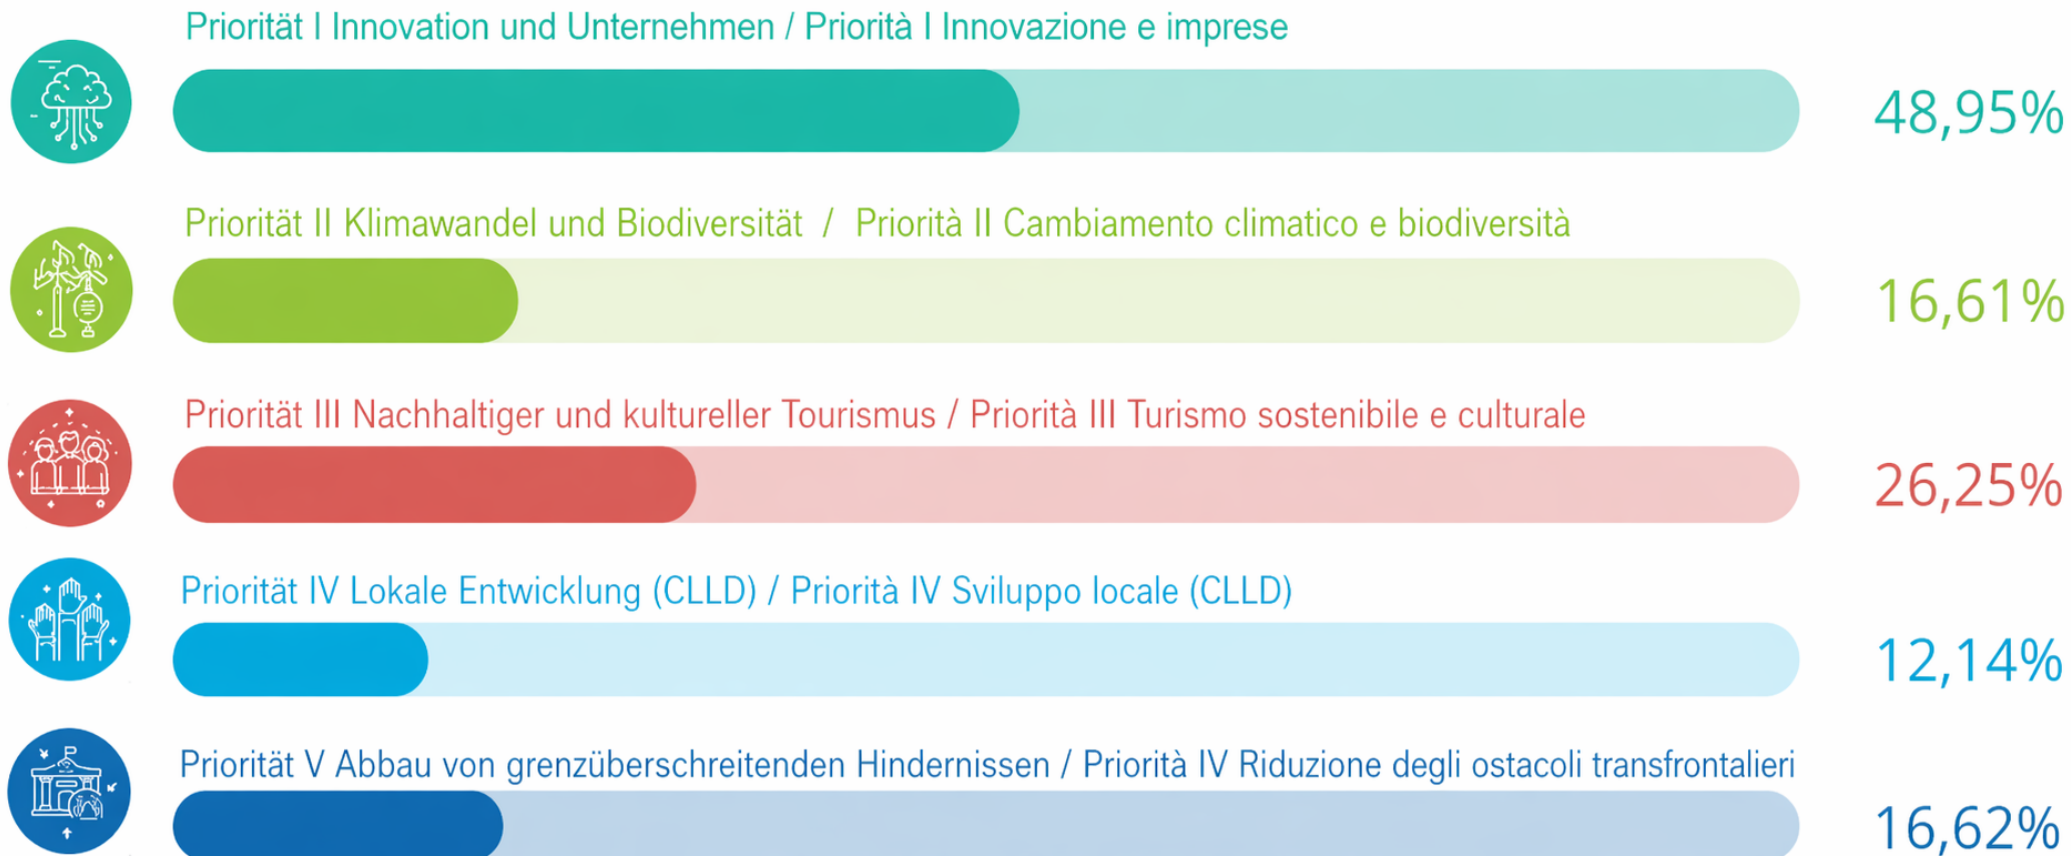 Priorität I Innovation und Unternehmen / Priorità I Innovazione e imprese
48,95%
Priorität II Klimawandel und Biodiversität / Priorità II Cambiamento climatico e biodiversità
16,61%
Priorität III Nachhaltiger und kultureller Tourismus / Priorità III Turismo sostenibile e culturale
26,25%
Priorität IV Lokale Entwicklung (CLLD) / Priorità IV Sviluppo locale (CLLD)
12,14%
Priorität V Abbau von grenzüberschreitenden Hindernissen / Priorità IV Riduzione degli ostacoli transfrontalieri
16,62%